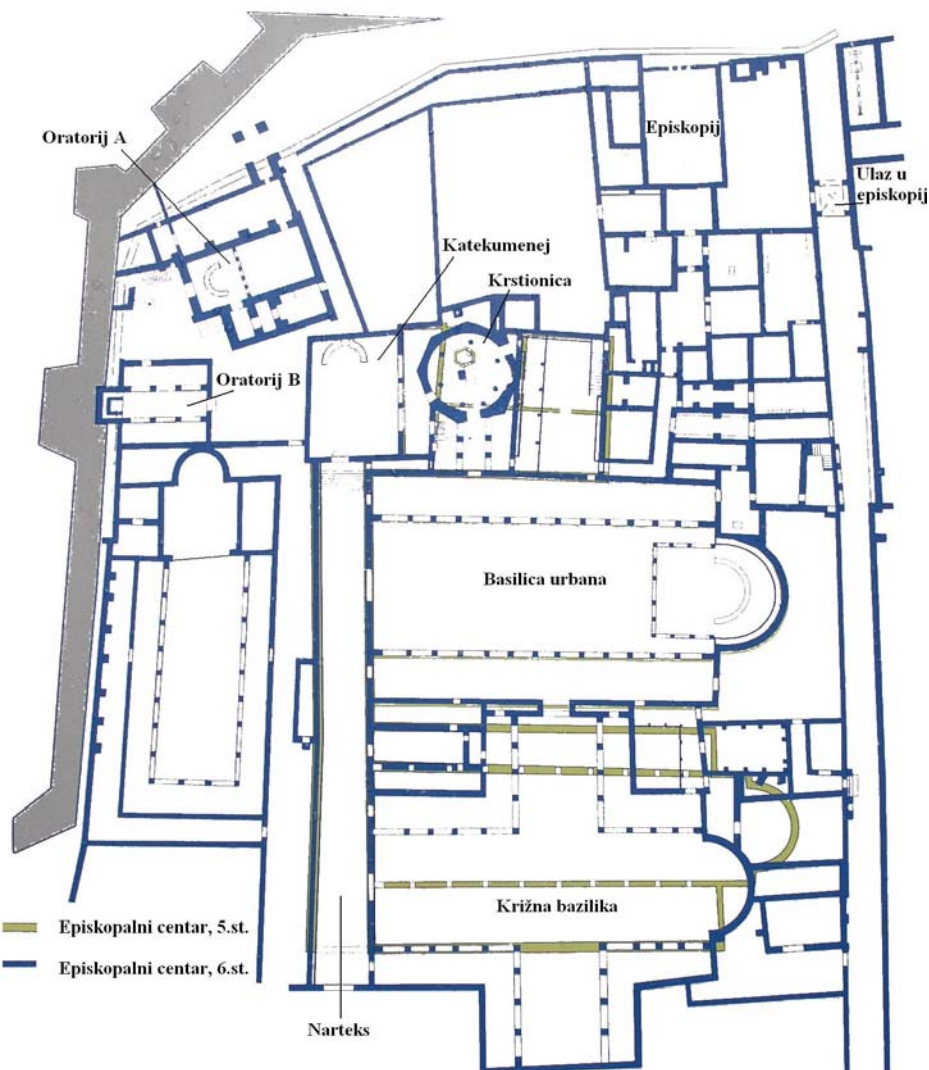 Oratorij A
Episkopij
Ulaz u
episkopij
Katekumenej
Krstionica
Oratorij B
Basilica urbana
Križna bazilika
Episkopalni centar, 5.st.
Episkopalni centar, 6.st.
Narteks